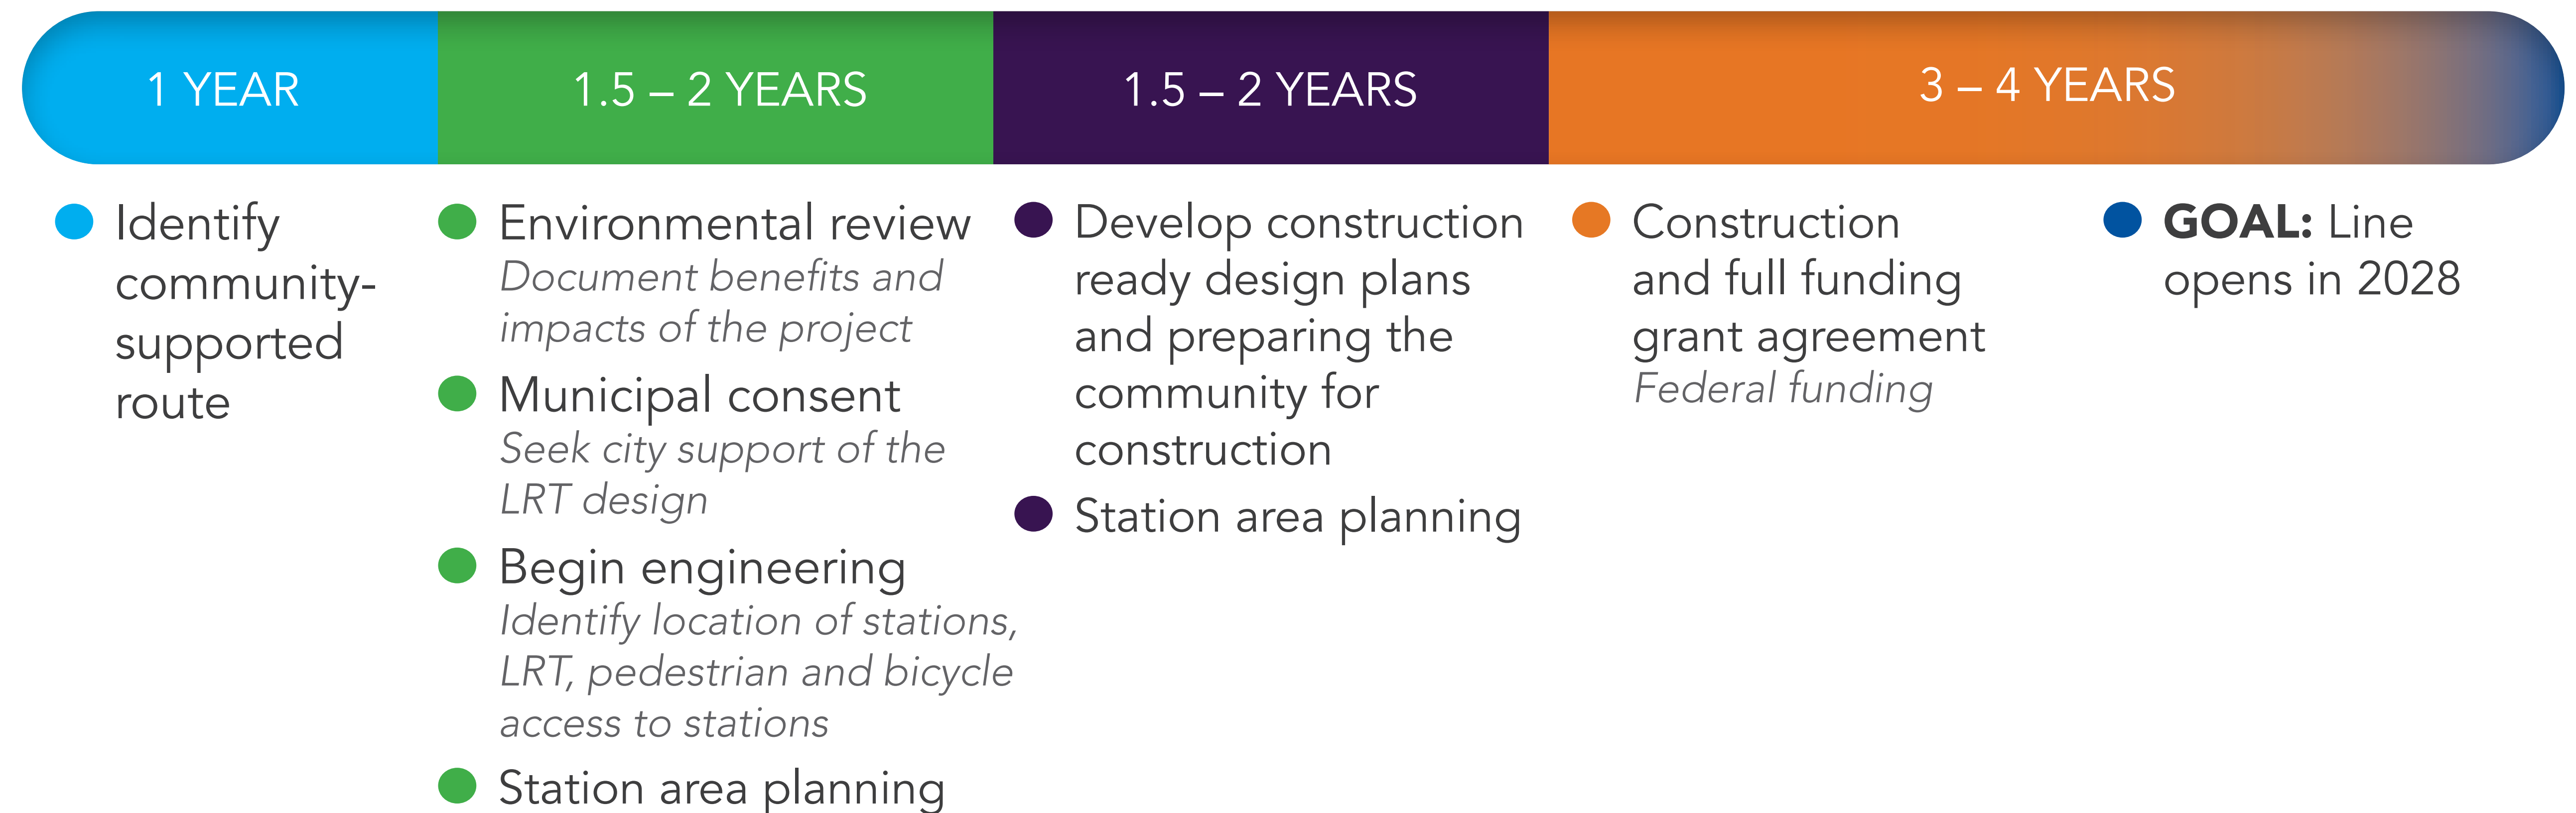 1 YEAR
1.5 – 2 YEARS
1.5 – 2 YEARS
3 – 4 YEARS
Identify
community-
supported
route
Environmental review
Document benefits and
impacts of the project
Municipal consent
Seek city support of the
LRT design
Begin engineering
Identify location of stations,
LRT, pedestrian and bicycle
access to stations
Station area planning
Develop construction
ready design plans
and preparing the
community for
construction
Station area planning
Construction
and full funding
grant agreement
Federal funding
GOAL: Line
opens in 2028